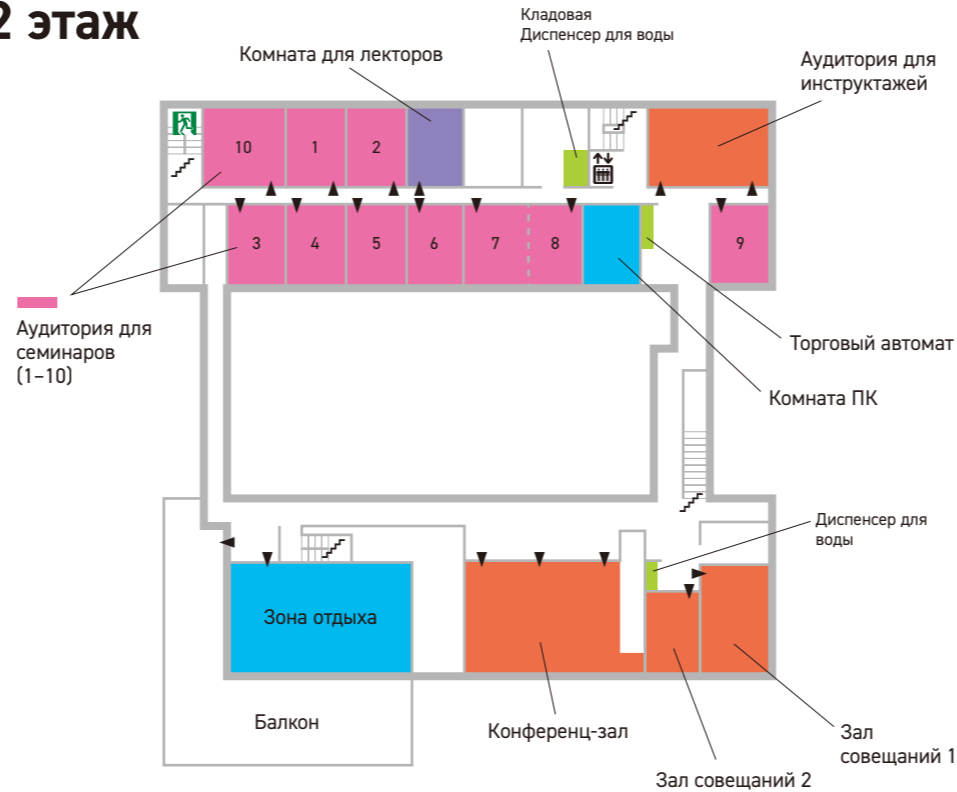 2 этаж
Кладовая
Диспенсер для воды
Комната для лекторов
Аудитория для
инструктажей
10
1
2
3
4
5
6
7
8
9
Аудитория для
семинаров
(1–10)
Торговый автомат
Комната ПК
Диспенсер для
воды
Зона отдыха
Балкон
Конференц-зал
Зал
совещаний 1
Зал совещаний 2